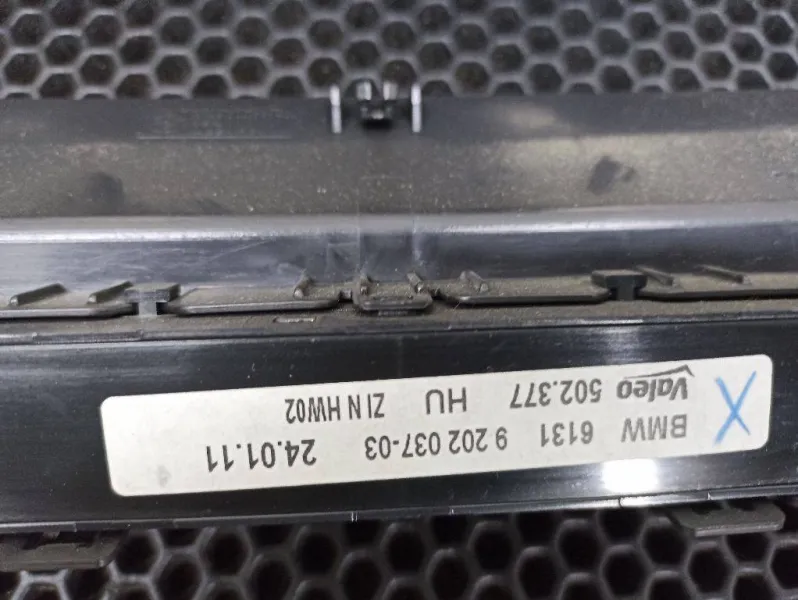 BMW 6131 9 202 037-03 24.01.11
Valeo 502.377 HU ZI N HW02
X